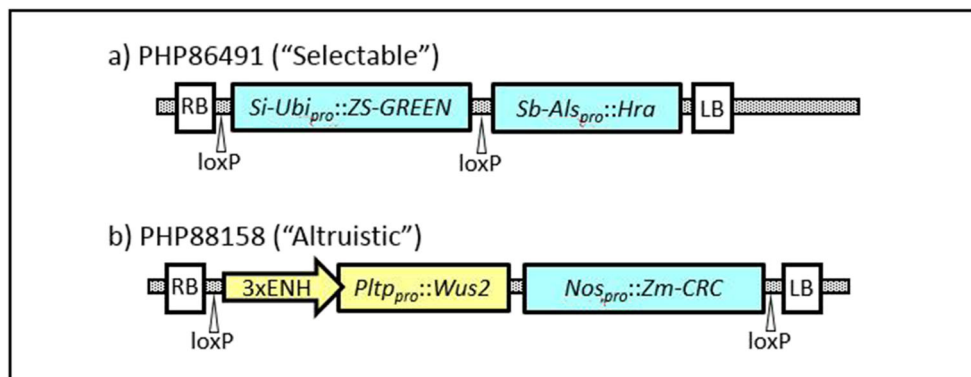 a) PHP86491 (“Selectable”)
RB Si-Ubipro::ZS-GREEN Sb-Alspro::Hra LB
loxP loxP
b) PHP88158 (“Altruistic”)
RB 3xENH Pltppro::Wus2 Nospro::Zm-CRC LB
loxP loxP